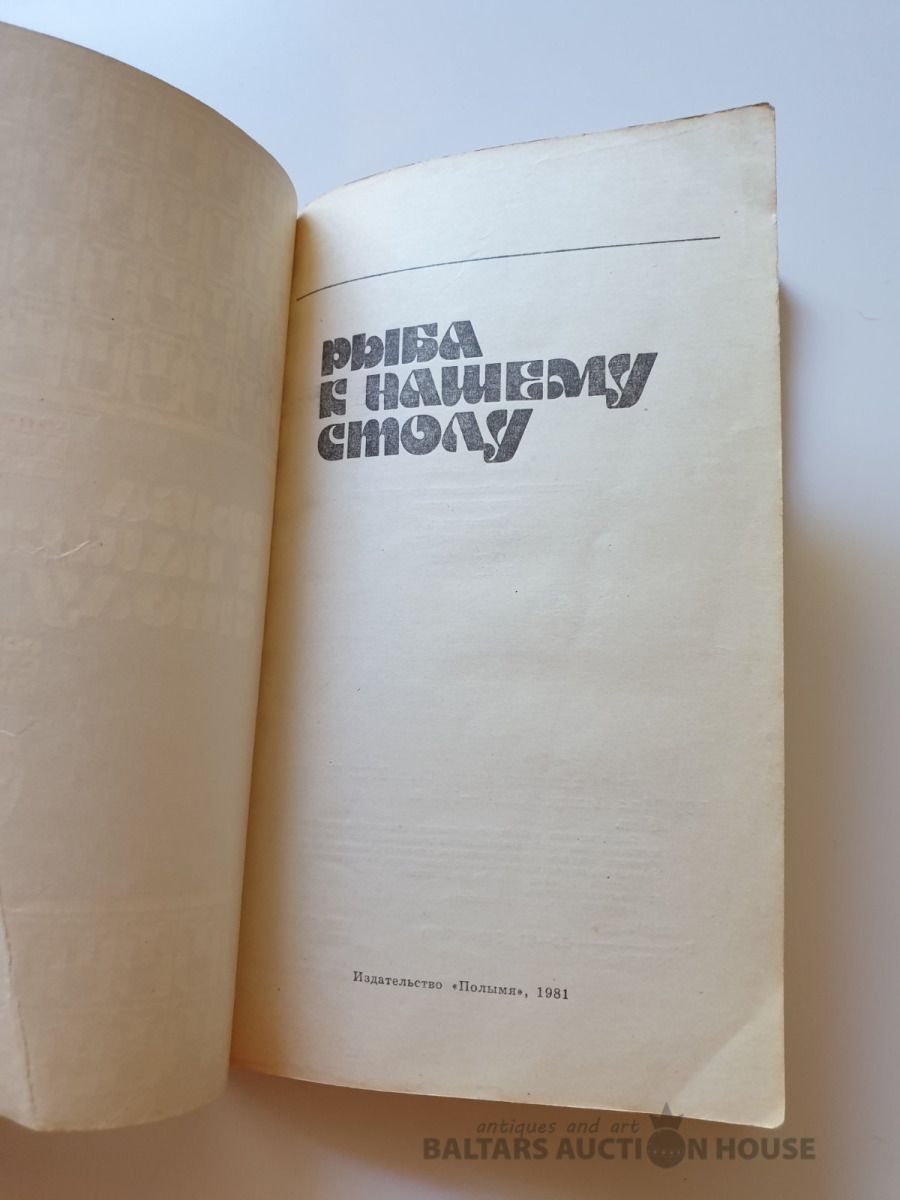 РЫБА
К НАШЕМУ
СТОЛУ
Издательство «Полымя», 1981
antiques and art
BALTARS AUCTION HOUSE